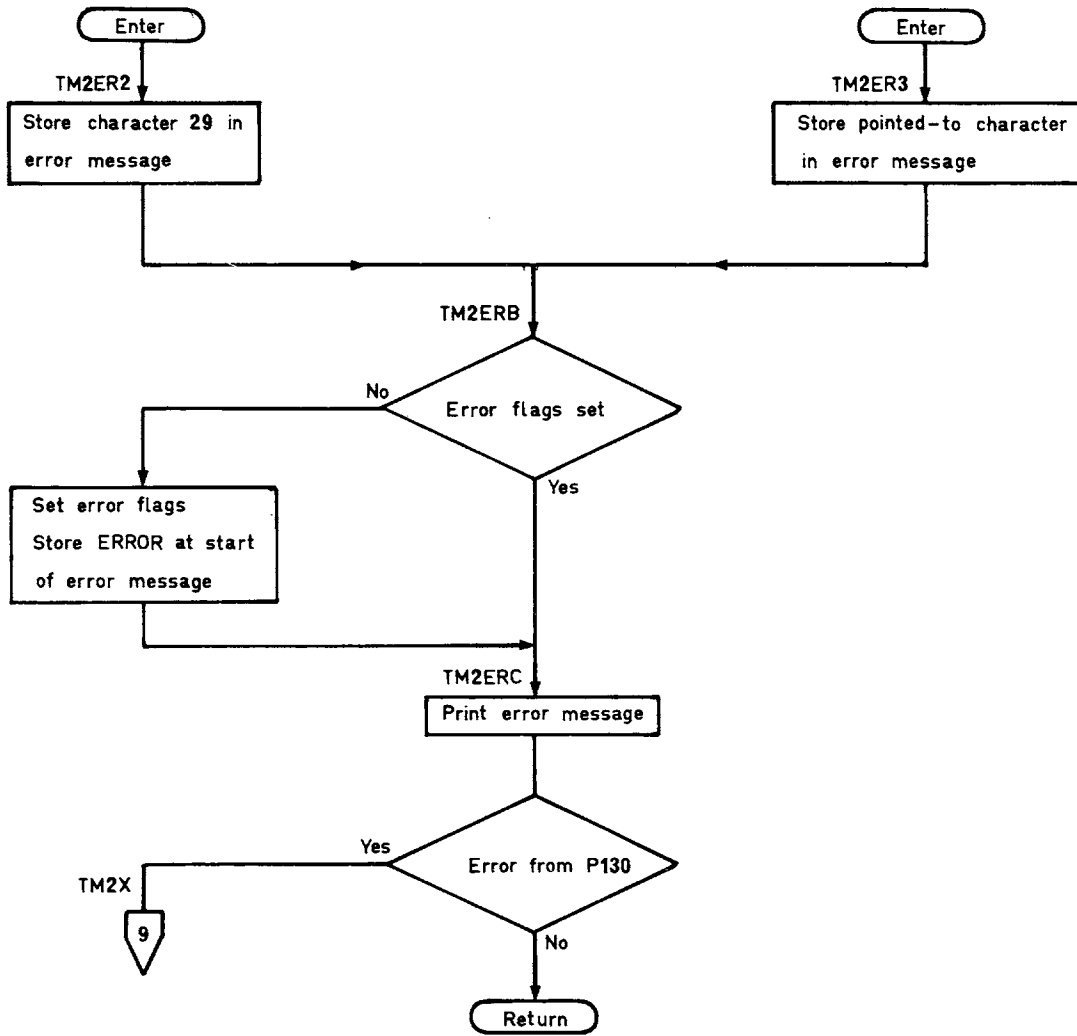 Enter
Enter
TM2ER2
TM2ER3
Store character 29 in
error message
Store pointed-to character
in error message
TM2ERB
No
Error flags set
Yes
Set error flags
Store ERROR at start
of error message
TM2ERC
Print error message
Yes
Error from P130
TM2X
9
No
Return